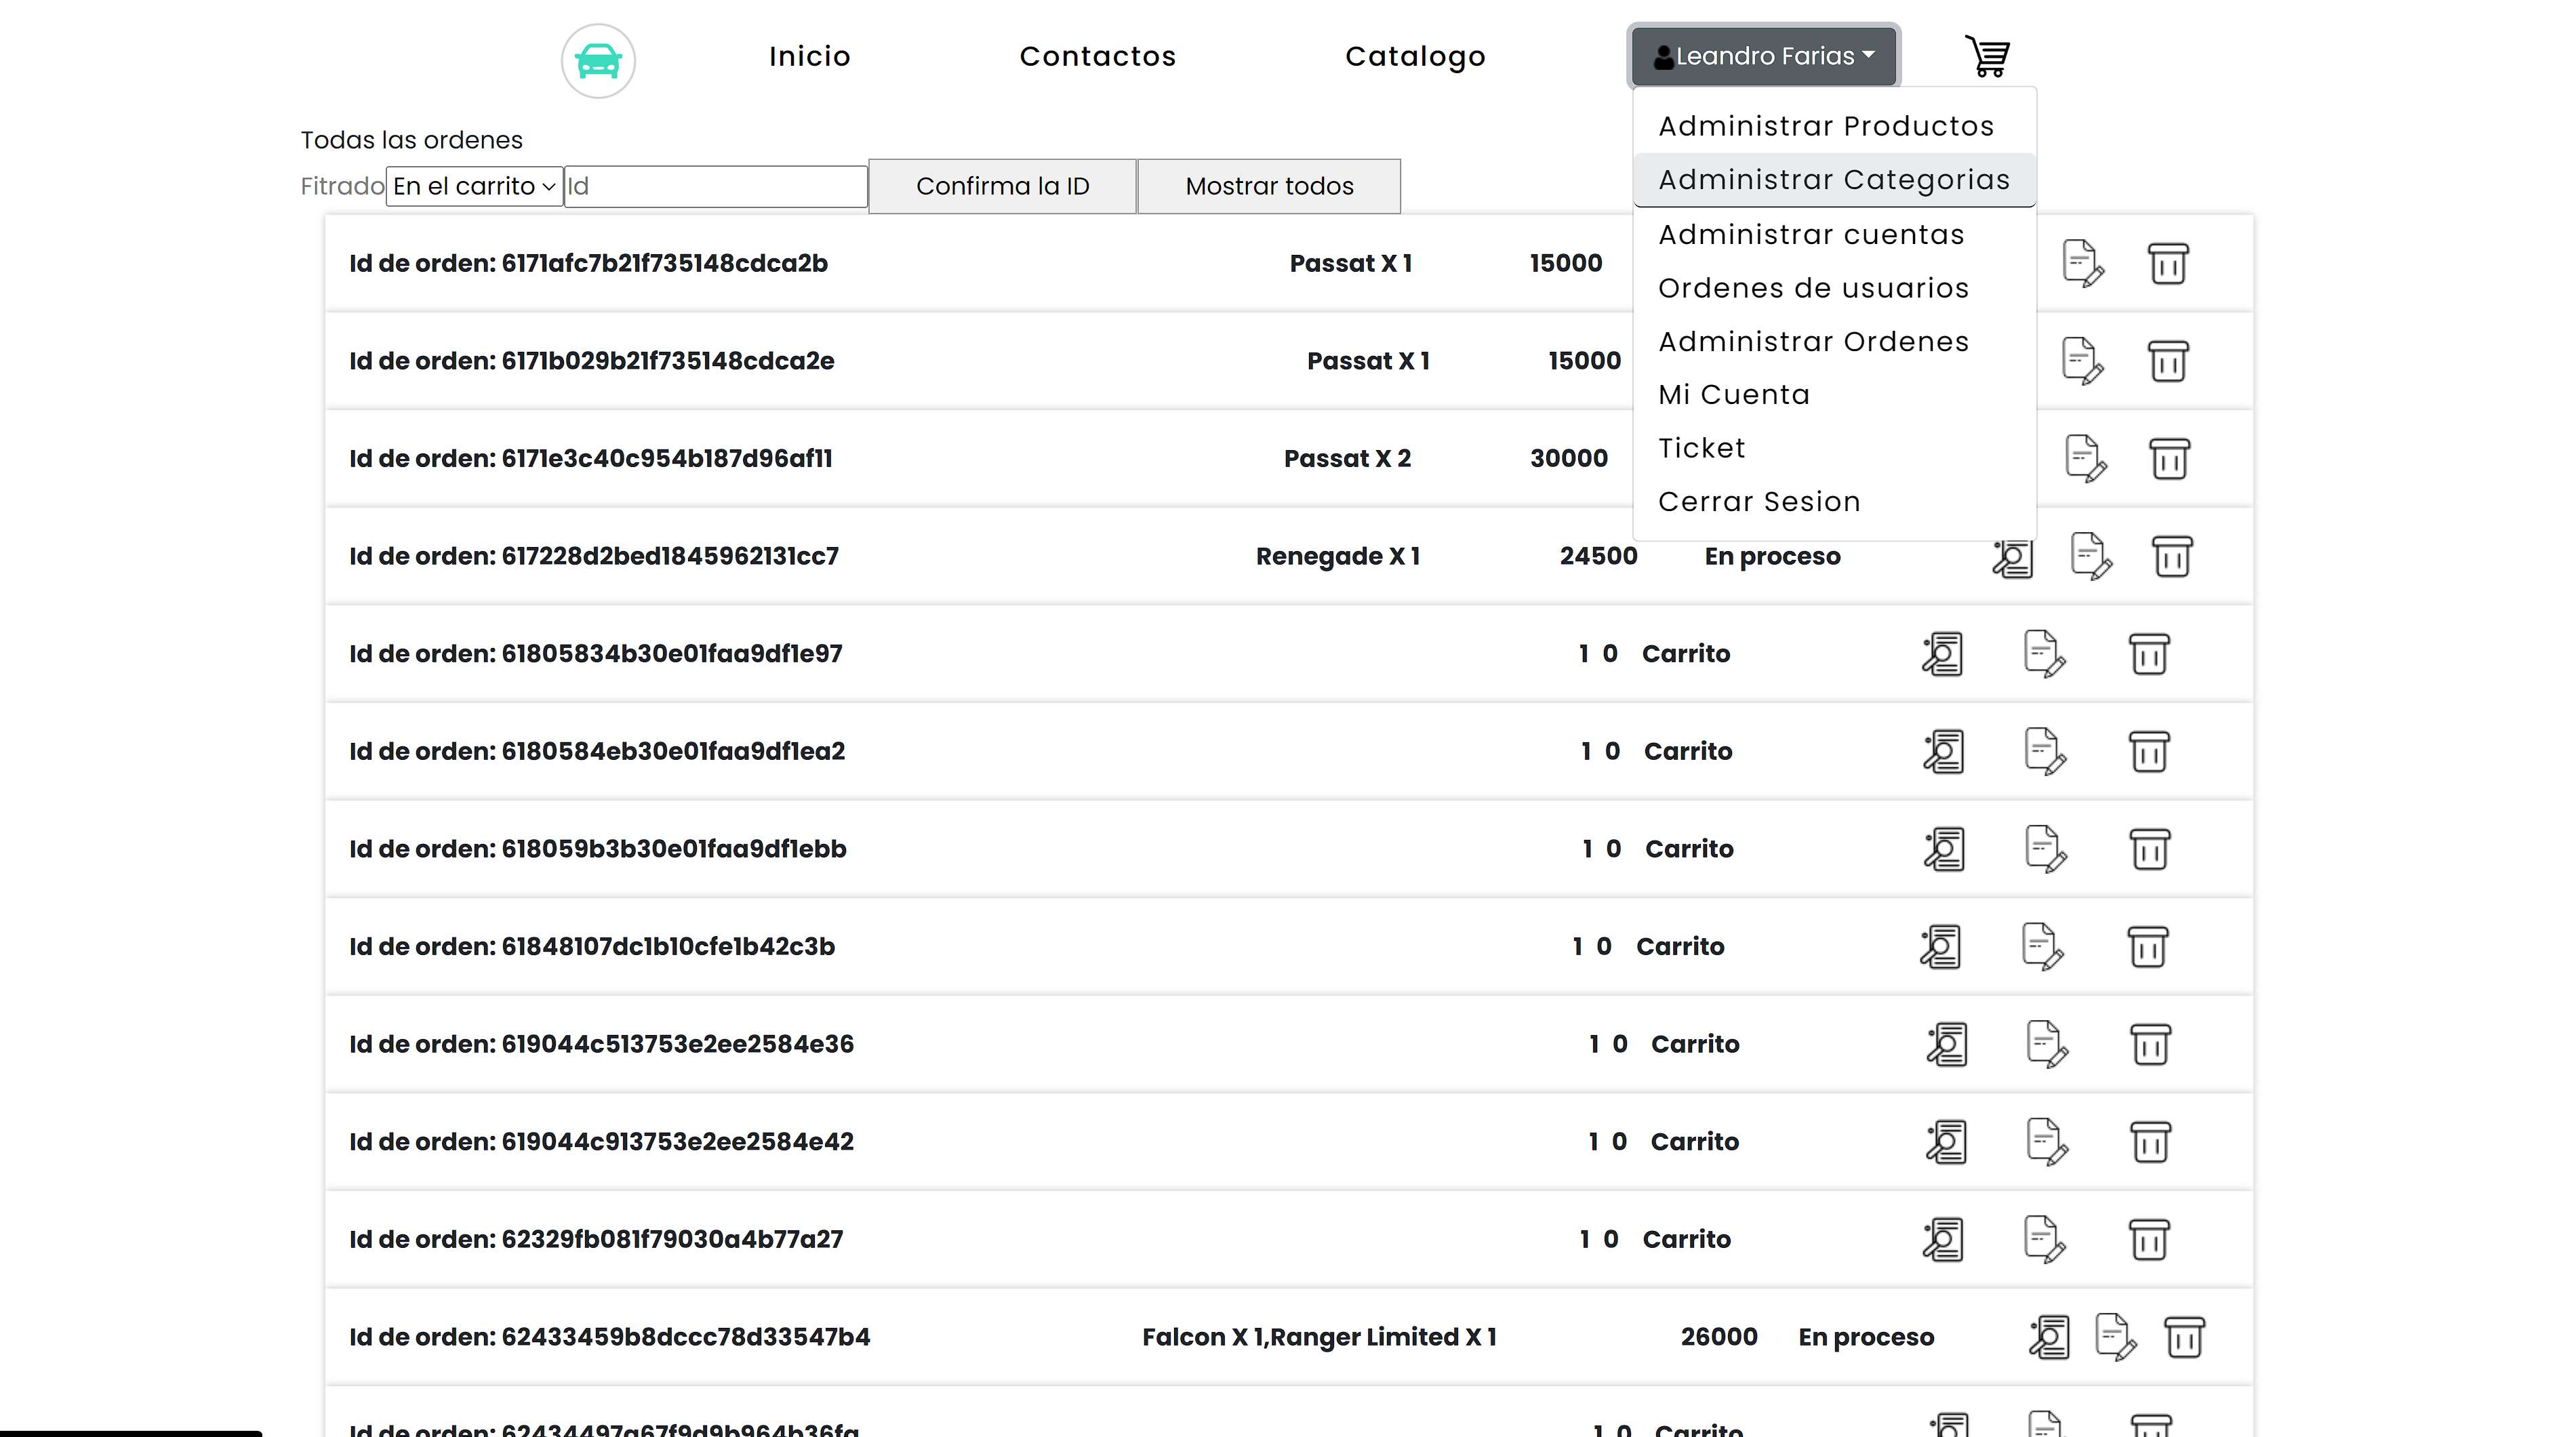 Inicio
Contactos
Catalogo
Leandro Farias
Administrar Productos
Administrar Categorias
Administrar cuentas
Ordenes de usuarios
Administrar Ordenes
Mi Cuenta
Ticket
Cerrar Sesion
Todas las ordenes
Fitrado En el carrito Id Confirma la ID Mostrar todos
Id de orden: 6171afc7b21f735148cdca2b Passat X 1 15000
Id de orden: 6171b029b21f735148cdca2e Passat X 1 15000
Id de orden: 6171e3c40c954b187d96af11 Passat X 2 30000
Id de orden: 617228d2bed1845962131cc7 Renegade X 1 24500 En proceso
Id de orden: 61805834b30e01faa9df1e97 1 0 Carrito
Id de orden: 6180584eb30e01faa9df1ea2 1 0 Carrito
Id de orden: 618059b3b30e01faa9df1ebb 1 0 Carrito
Id de orden: 61848107dc1b10cfe1b42c3b 1 0 Carrito
Id de orden: 619044c513753e2ee2584e36 1 0 Carrito
Id de orden: 619044c913753e2ee2584e42 1 0 Carrito
Id de orden: 62329fb081f79030a4b77a27 1 0 Carrito
Id de orden: 62433459b8dccc78d33547b4 Falcon X 1,Ranger Limited X 1 26000 En proceso
Id de orden: 62434497a67f9d9b964b36fa 1 0 Carrito